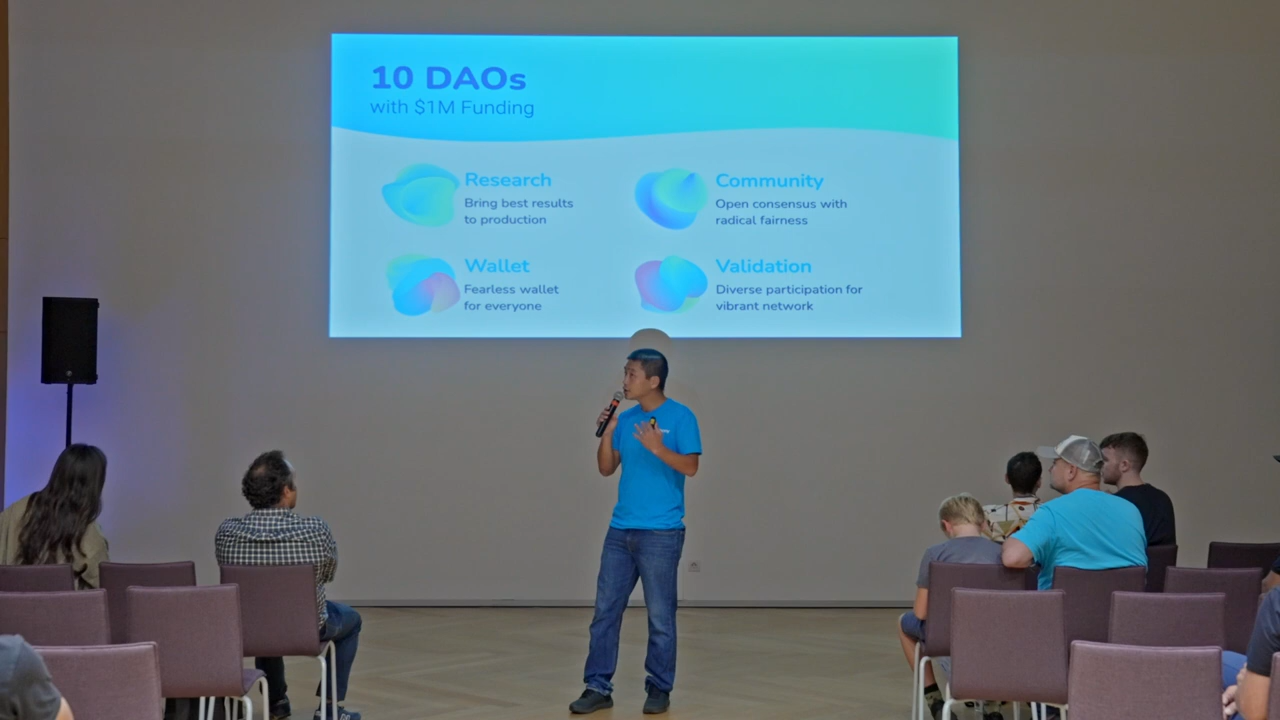 10 DAOs
with $1M Funding
Research
Bring best results
to production
Community
Open consensus with
radical fairness
Wallet
Fearless wallet
for everyone
Validation
Diverse participation for
vibrant network